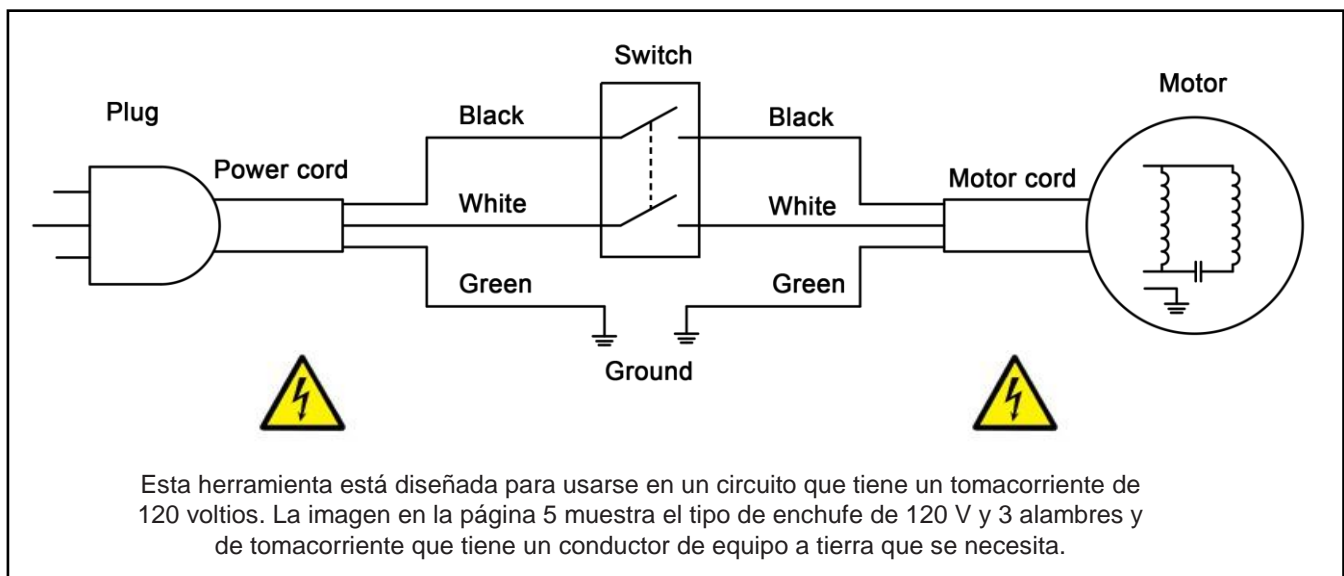 Switch
Motor
Plug
Black
Black
Power cord
Motor cord
White
White
Green
Green
Ground
Esta herramienta está diseñada para usarse en un circuito que tiene un tomacorriente de
120 voltios. La imagen en la página 5 muestra el tipo de enchufe de 120 V y 3 alambres y
de tomacorriente que tiene un conductor de equipo a tierra que se necesita.